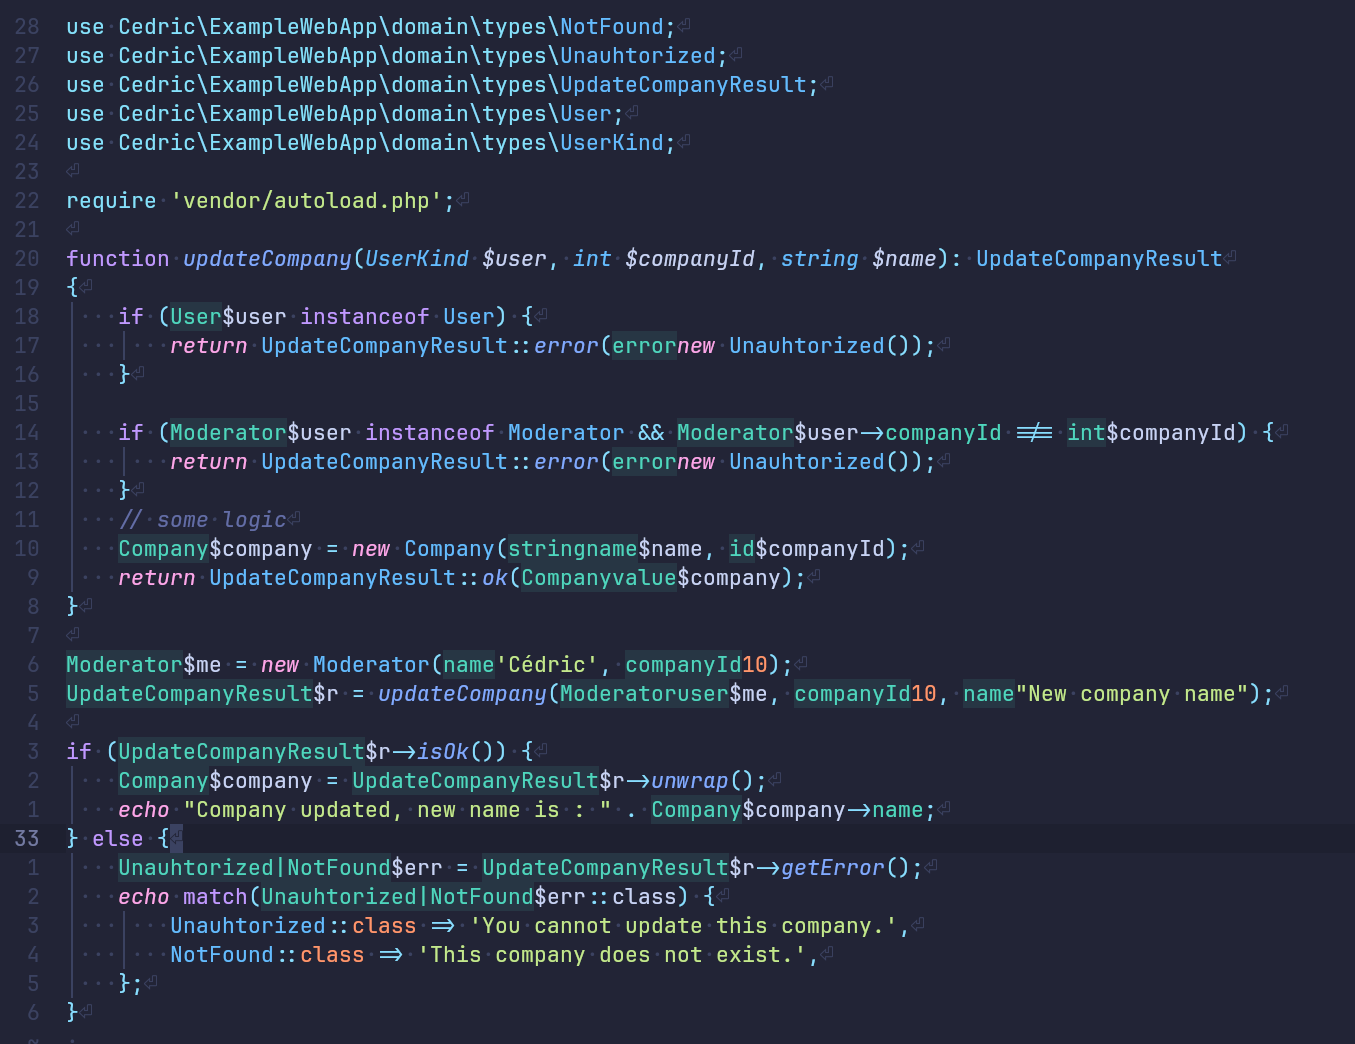 28 use Cedric\ExampleWebApp\domain\types\NotFound;
27 use Cedric\ExampleWebApp\domain\types\Unauhtorized;
26 use Cedric\ExampleWebApp\domain\types\UpdateCompanyResult;
25 use Cedric\ExampleWebApp\domain\types\User;
24 use Cedric\ExampleWebApp\domain\types\UserKind;
23
22 require 'vendor/autoload.php';
21
20 function updateCompany(UserKind $user, int $companyId, string $name): UpdateCompanyResult
19 {
18     if (User$user instanceof User) {
17         return UpdateCompanyResult::error(errornew Unauhtorized());
16     }
15
14     if (Moderator$user instanceof Moderator && Moderator$user->companyId !== int$companyId) {
13         return UpdateCompanyResult::error(errornew Unauhtorized());
12     }
11     // some logic
10     Company$company = new Company(stringname$name, id$companyId);
9     return UpdateCompanyResult::ok(Companyvalue$company);
8 }
7
6 Moderator$me = new Moderator(name'Cédric', companyId10);
5 UpdateCompanyResult$r = updateCompany(Moderatoruser$me, companyId10, name"New company name");
4
3 if (UpdateCompanyResult$r->isOk()) {
2     Company$company = UpdateCompanyResult$r->unwrap();
1     echo "Company updated, new name is : " . Company$company->name;
33 } else {
1     Unauhtorized|NotFound$err = UpdateCompanyResult$r->getError();
2     echo match(Unauhtorized|NotFound$err::class) {
3         Unauhtorized::class => 'You cannot update this company.',
4         NotFound::class => 'This company does not exist.',
5     };
6 }